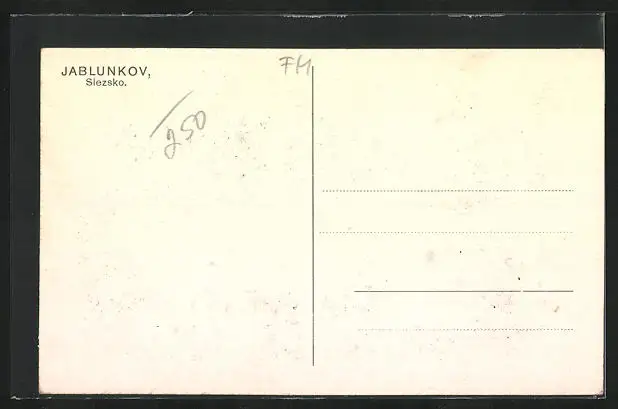 JABLUNKOV,
Slezsko.
FM
250